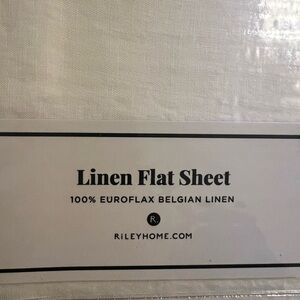 Linen Flat Sheet
100% EUROFLAX BELGIAN LINEN
R.
RiLEYHOME.COM